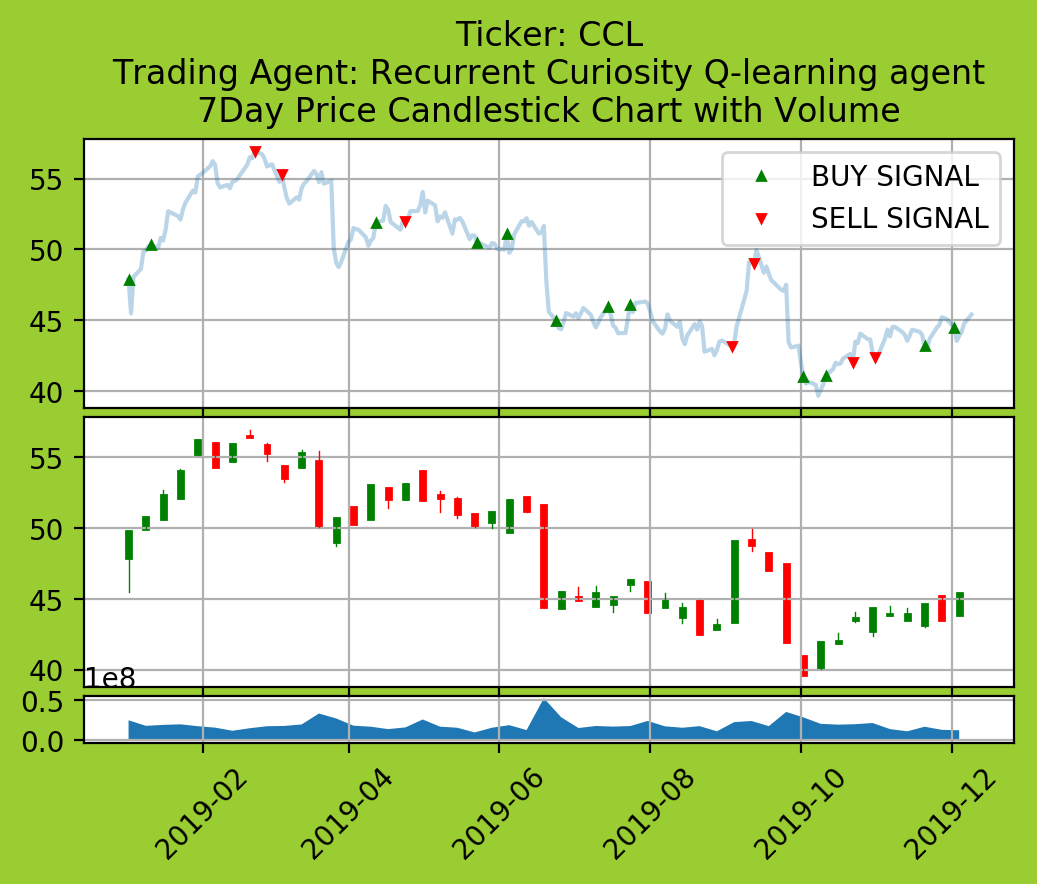 Ticker: CCL
Trading Agent: Recurrent Curiosity Q-learning agent
7Day Price Candlestick Chart with Volume
BUY SIGNAL
SELL SIGNAL
55
50
45
40
55
50
45
40
1e8
0.5
0.0
2019-02
2019-04
2019-06
2019-08
2019-10
2019-12